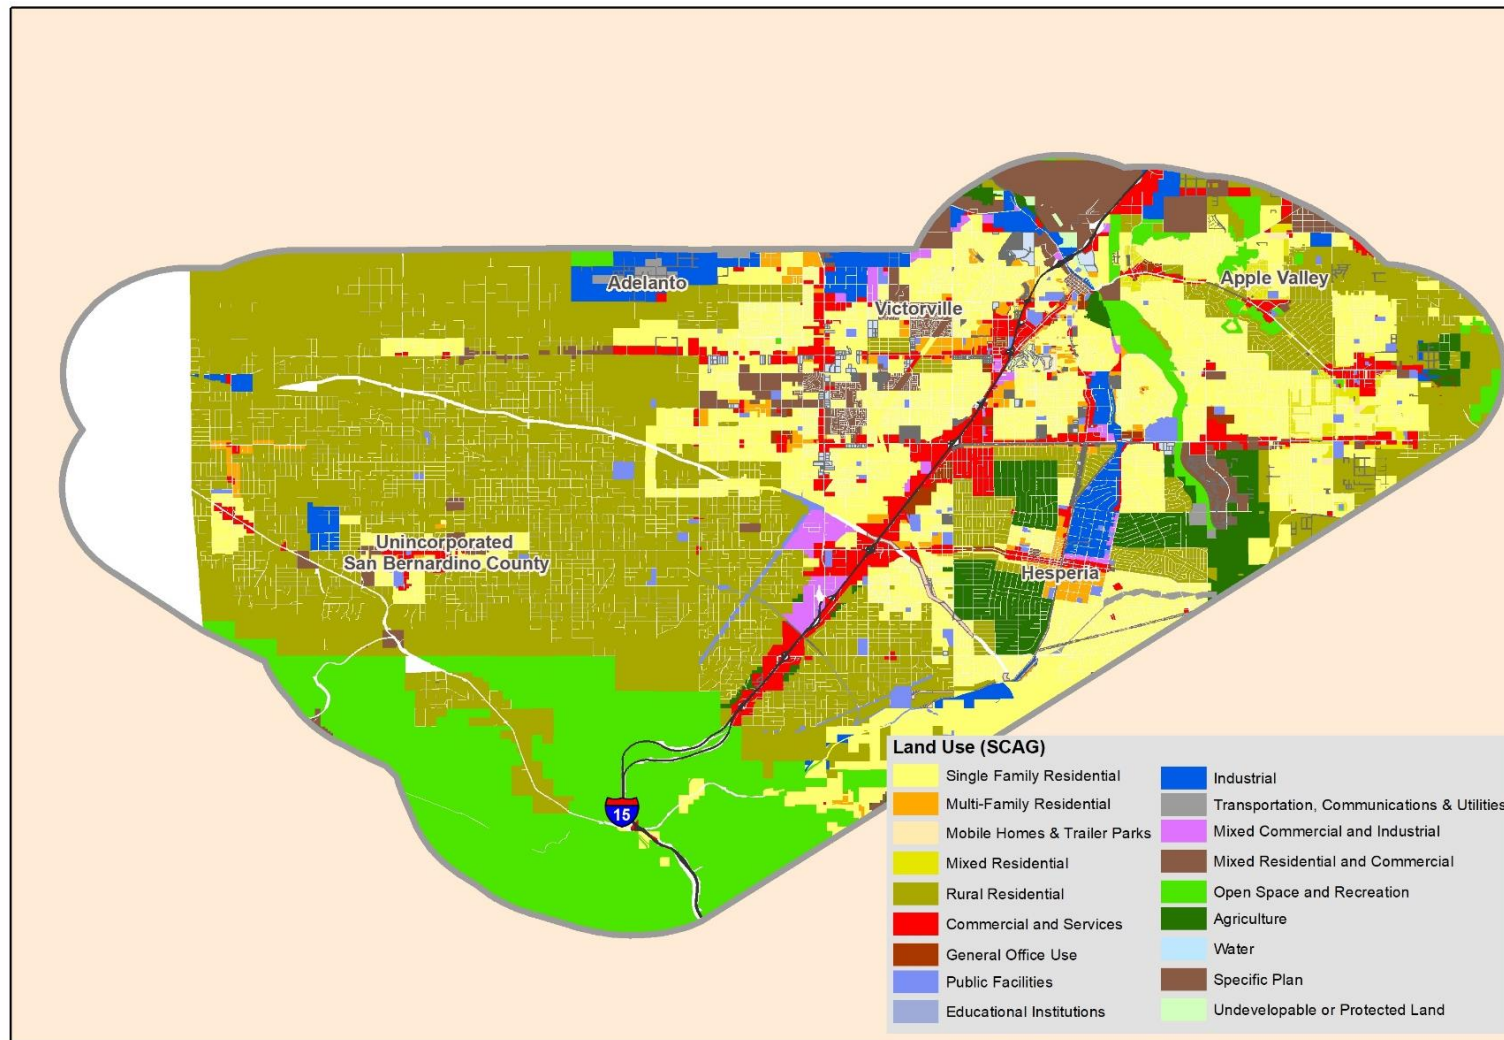 Adelanto
Victorville
Apple Valley
Unincorporated
San Bernardino County
Hesperia
15
Land Use (SCAG)
Single Family Residential
Multi-Family Residential
Mobile Homes & Trailer Parks
Mixed Residential
Rural Residential
Commercial and Services
General Office Use
Public Facilities
Educational Institutions
Industrial
Transportation, Communications & Utilities
Mixed Commercial and Industrial
Mixed Residential and Commercial
Open Space and Recreation
Agriculture
Water
Specific Plan
Undevelopable or Protected Land